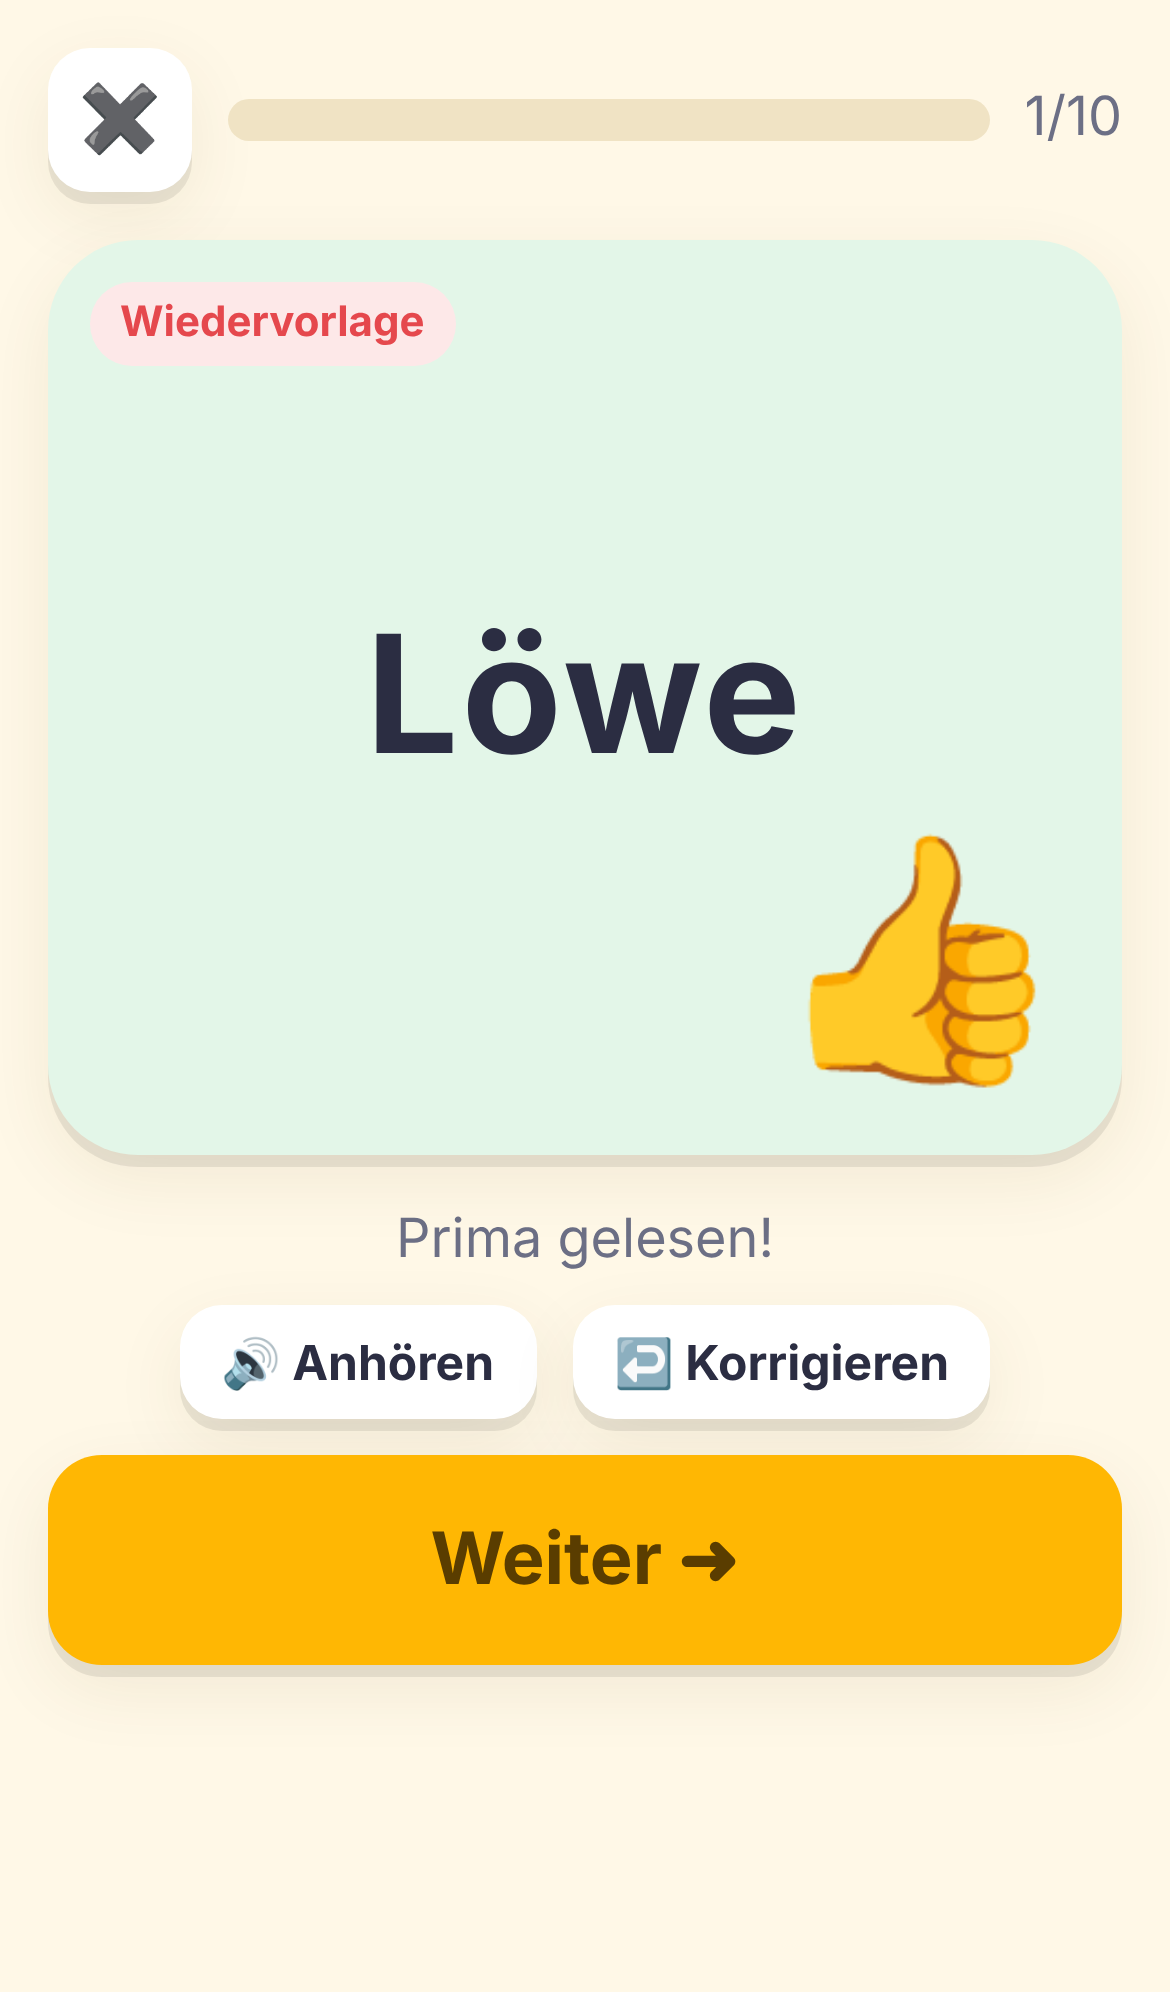 1/10
Wiedervorlage
Löwe
Prima gelesen!
Anhören
Korrigieren
Weiter ➜